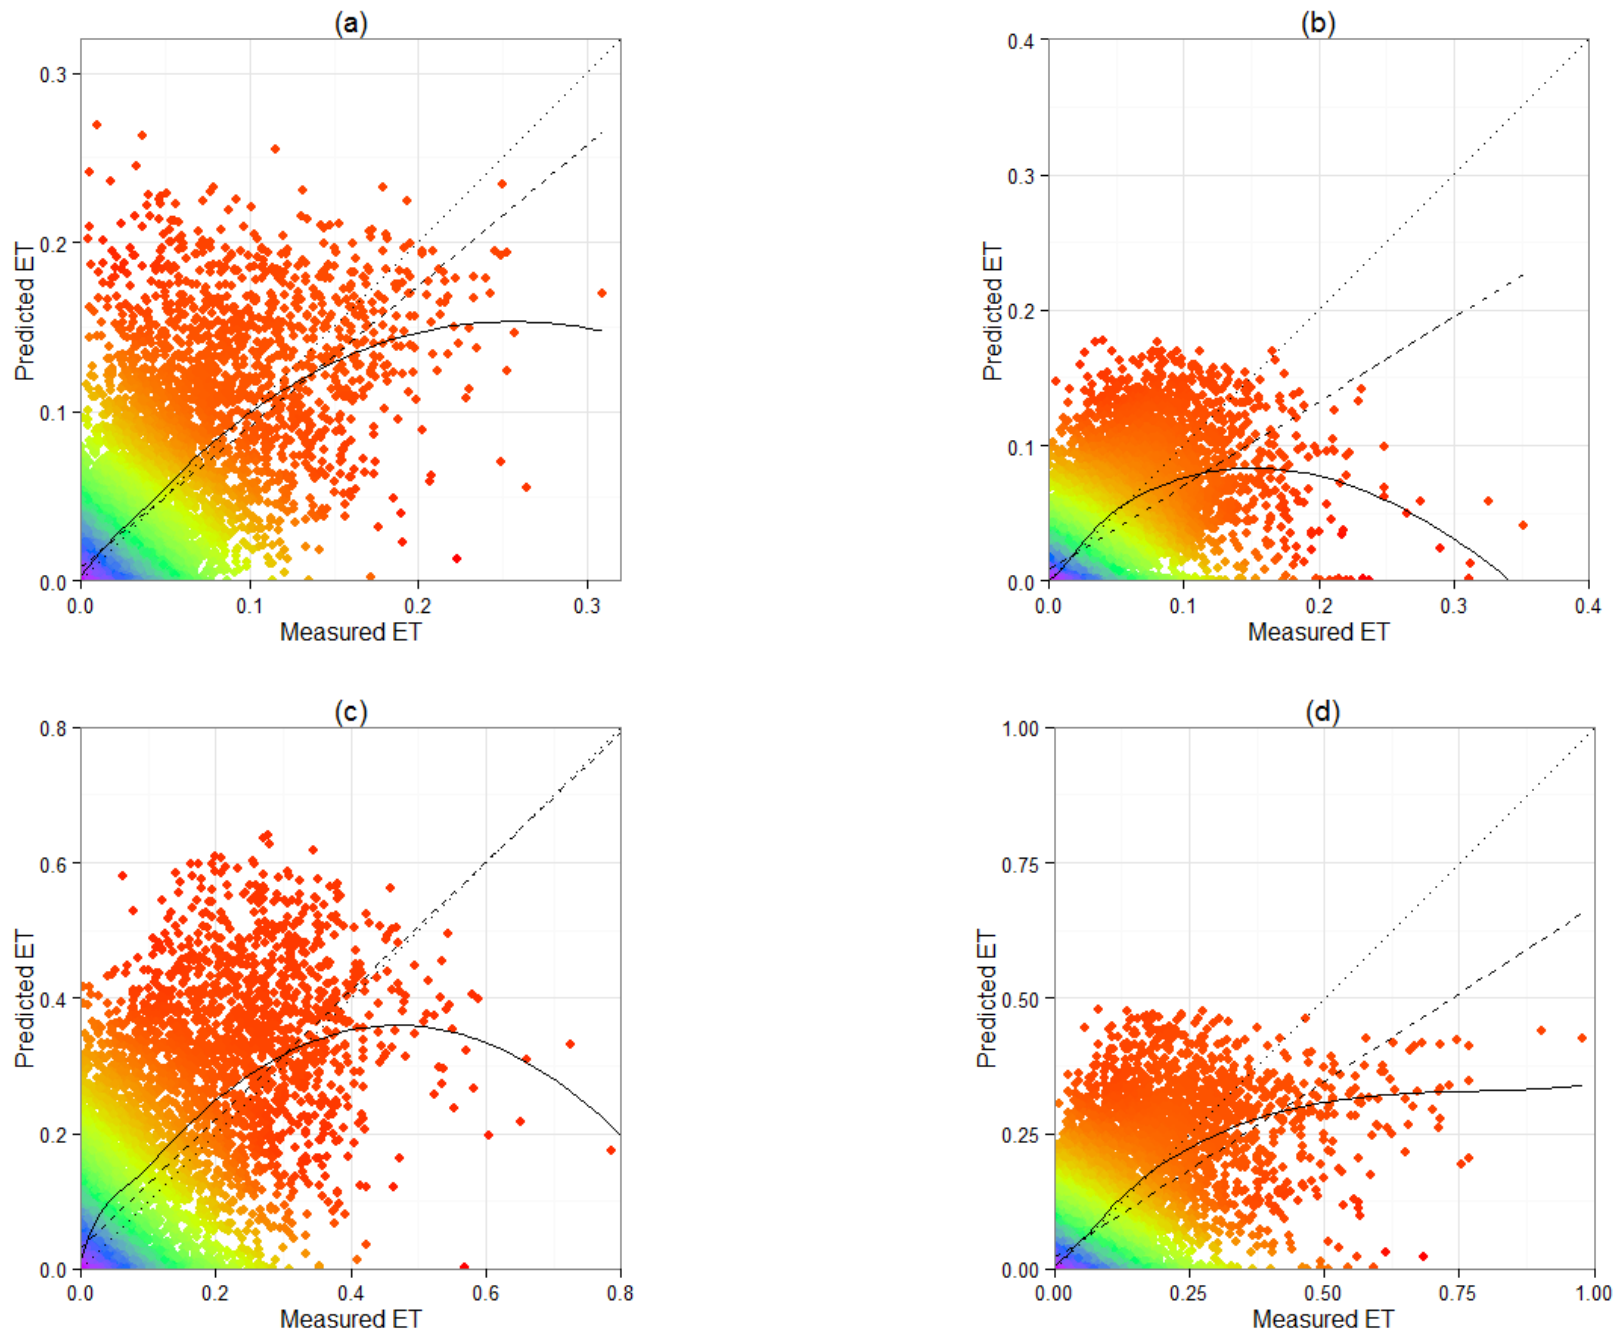 (a)
0.3
0.2
0.1
0.0
Predicted ET
0.0 0.1 0.2 0.3
Measured ET
(b)
0.4
0.3
0.2
0.1
0.0
Predicted ET
0.0 0.1 0.2 0.3 0.4
Measured ET
(c)
0.8
0.6
0.4
0.2
0.0
Predicted ET
0.0 0.2 0.4 0.6 0.8
Measured ET
(d)
1.00
0.75
0.50
0.25
0.00
Predicted ET
0.00 0.25 0.50 0.75 1.00
Measured ET